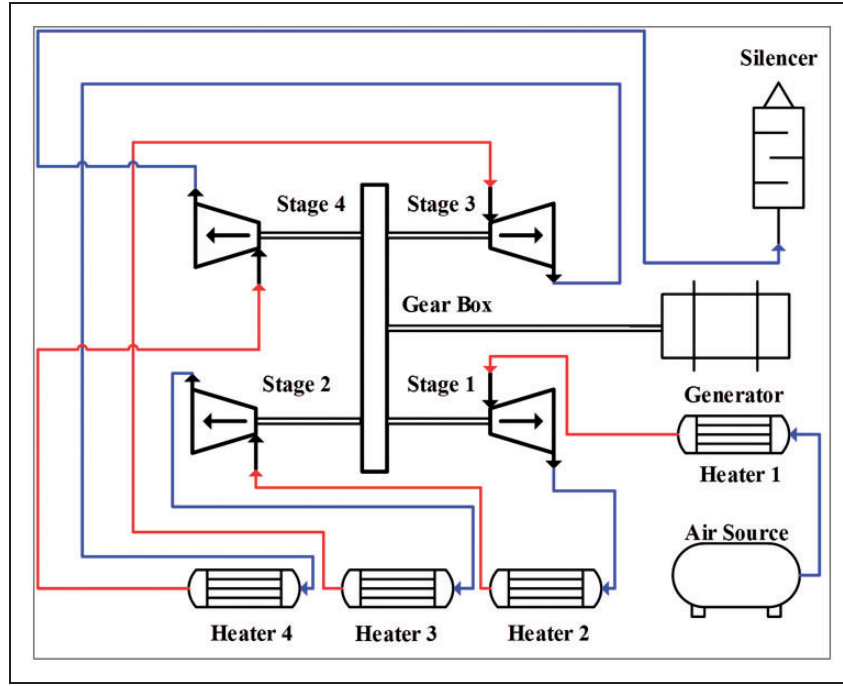 Silencer
Stage 4
Stage 3
Gear Box
Stage 2
Stage 1
Generator
Heater 1
Air Source
Heater 4
Heater 3
Heater 2